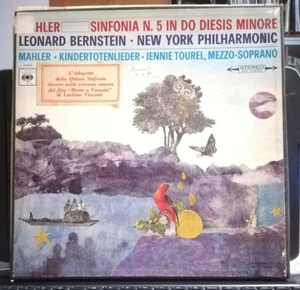 HLER SINFONIA N. 5 IN DO DIESIS MINORE
LEONARD BERNSTEIN · NEW YORK PHILHARMONIC
MAHLER · KINDERTOTENLIEDER · JENNIE TOUREL, MEZZO-SOPRANO
CBS
STEREO
L'Adagietto
della Quinta Sinfonia
ricorre nella colonna sonora
del film "Morte a Venezia"
di Luchino Visconti